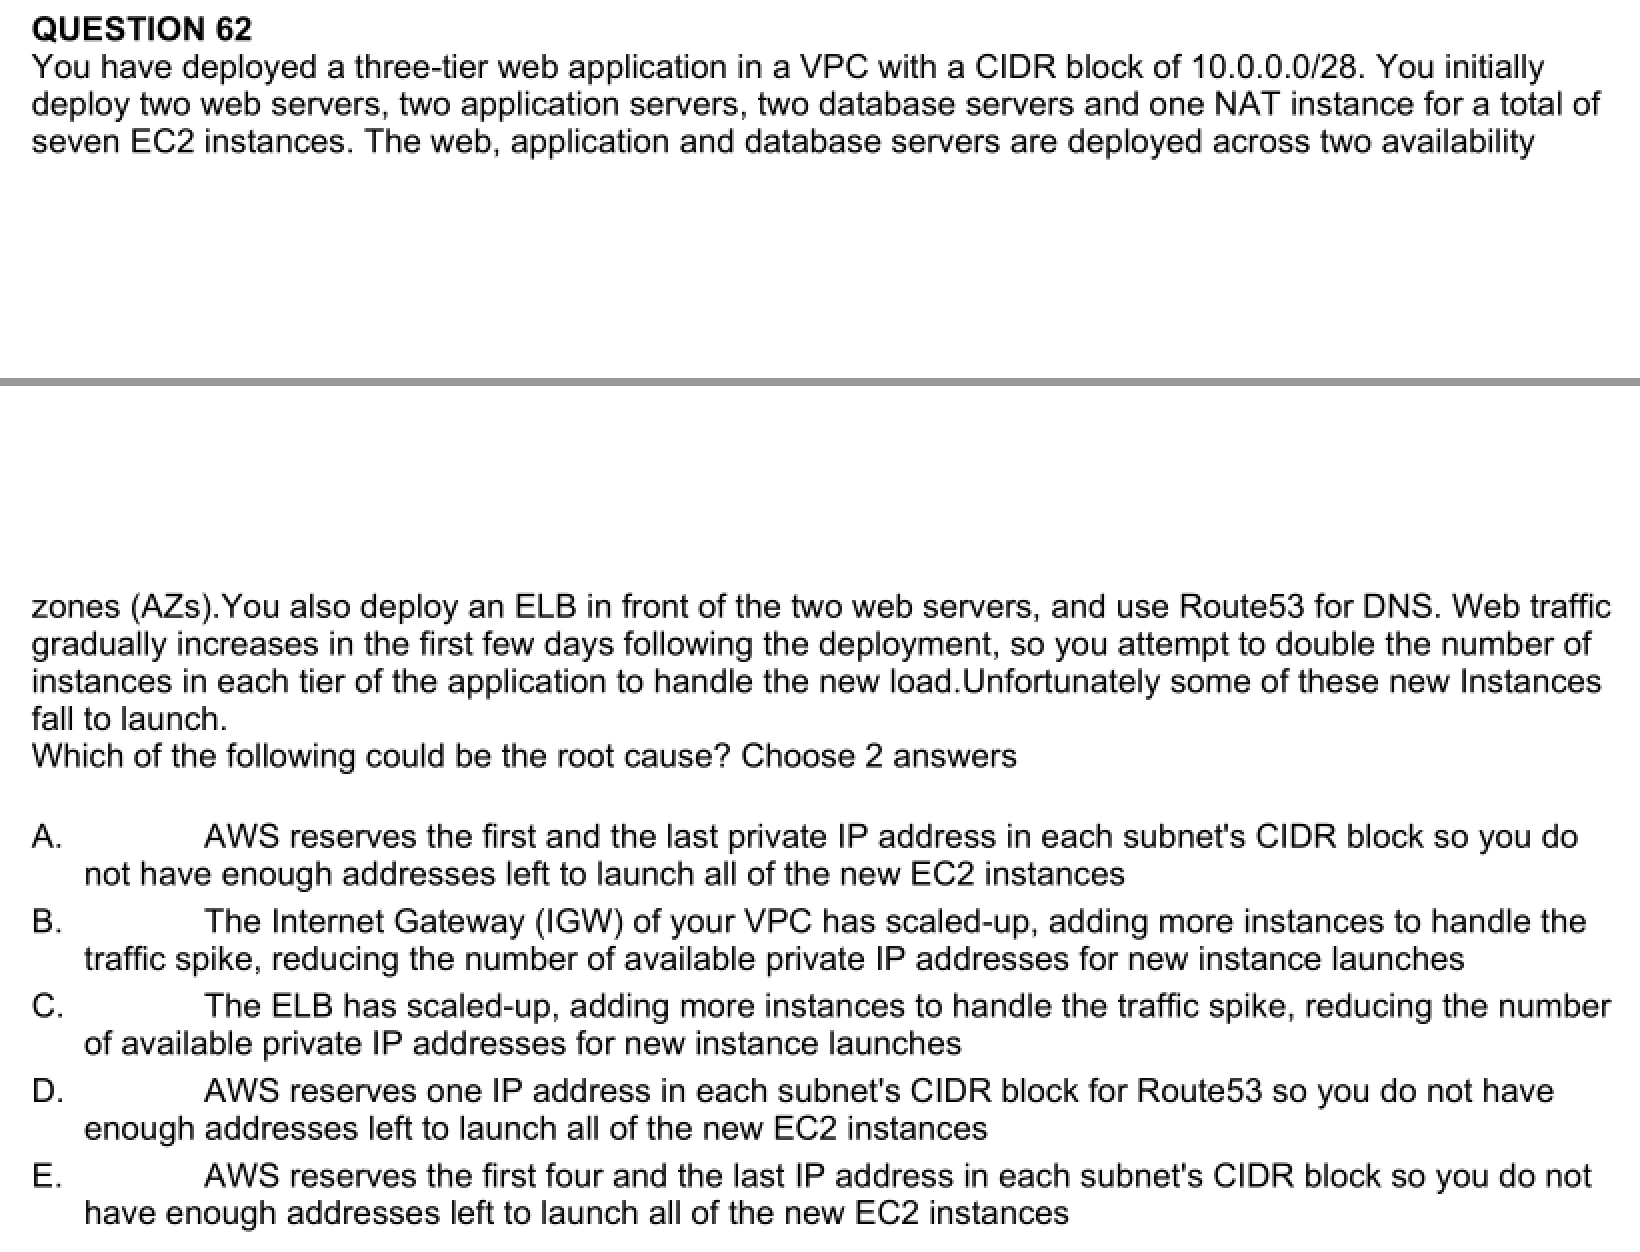 QUESTION 62
You have deployed a three-tier web application in a VPC with a CIDR block of 10.0.0.0/28. You initially
deploy two web servers, two application servers, two database servers and one NAT instance for a total of
seven EC2 instances. The web, application and database servers are deployed across two availability
zones (AZs).You also deploy an ELB in front of the two web servers, and use Route53 for DNS. Web traffic
gradually increases in the first few days following the deployment, so you attempt to double the number of
instances in each tier of the application to handle the new load.Unfortunately some of these new Instances
fall to launch.
Which of the following could be the root cause? Choose 2 answers
A. AWS reserves the first and the last private IP address in each subnet's CIDR block so you do
not have enough addresses left to launch all of the new EC2 instances
B. The Internet Gateway (IGW) of your VPC has scaled-up, adding more instances to handle the
traffic spike, reducing the number of available private IP addresses for new instance launches
C. The ELB has scaled-up, adding more instances to handle the traffic spike, reducing the number
of available private IP addresses for new instance launches
D. AWS reserves one IP address in each subnet's CIDR block for Route53 so you do not have
enough addresses left to launch all of the new EC2 instances
E. AWS reserves the first four and the last IP address in each subnet's CIDR block so you do not
have enough addresses left to launch all of the new EC2 instances